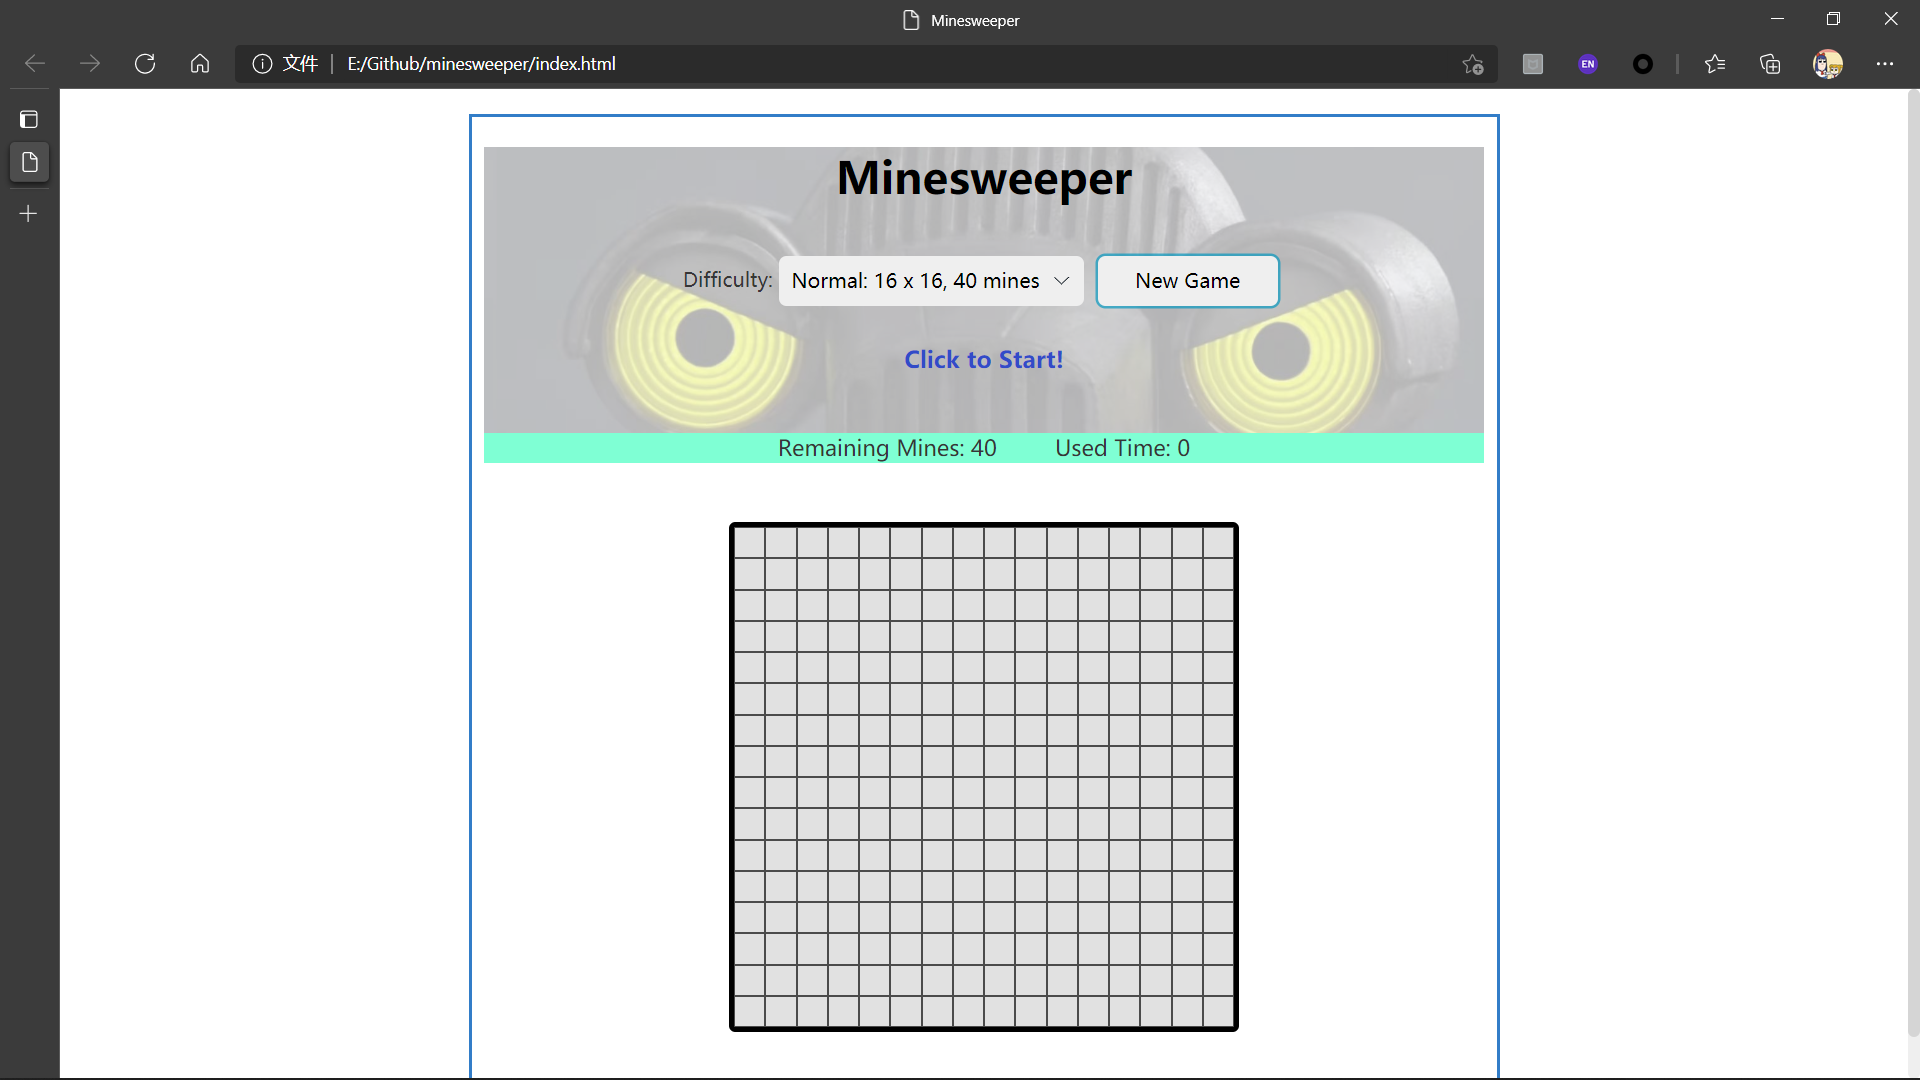 Minesweeper
文件
E:/Github/minesweeper/index.html
EN
Minesweeper
Difficulty: Normal: 16 x 16, 40 mines New Game
Click to Start!
Remaining Mines: 40 Used Time: 0